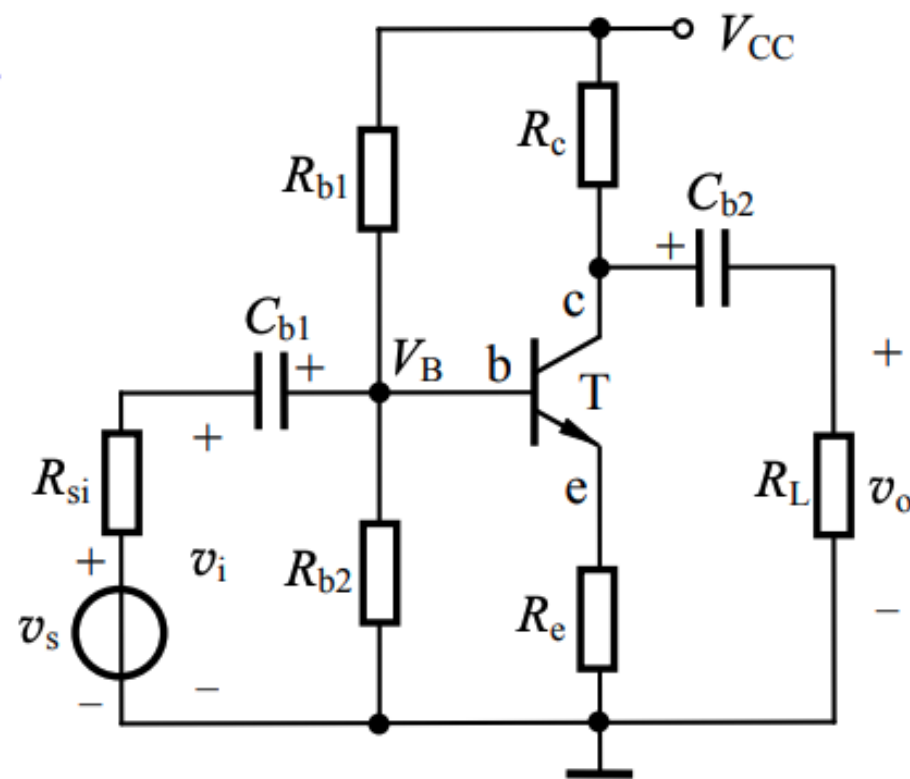 V_CC
R_c
R_b1
C_b2
+
c
C_b1
+
V_B
b
T
+
+
R_si
e
R_L
v_o
+
v_i
R_b2
R_e
−
v_s
−
−